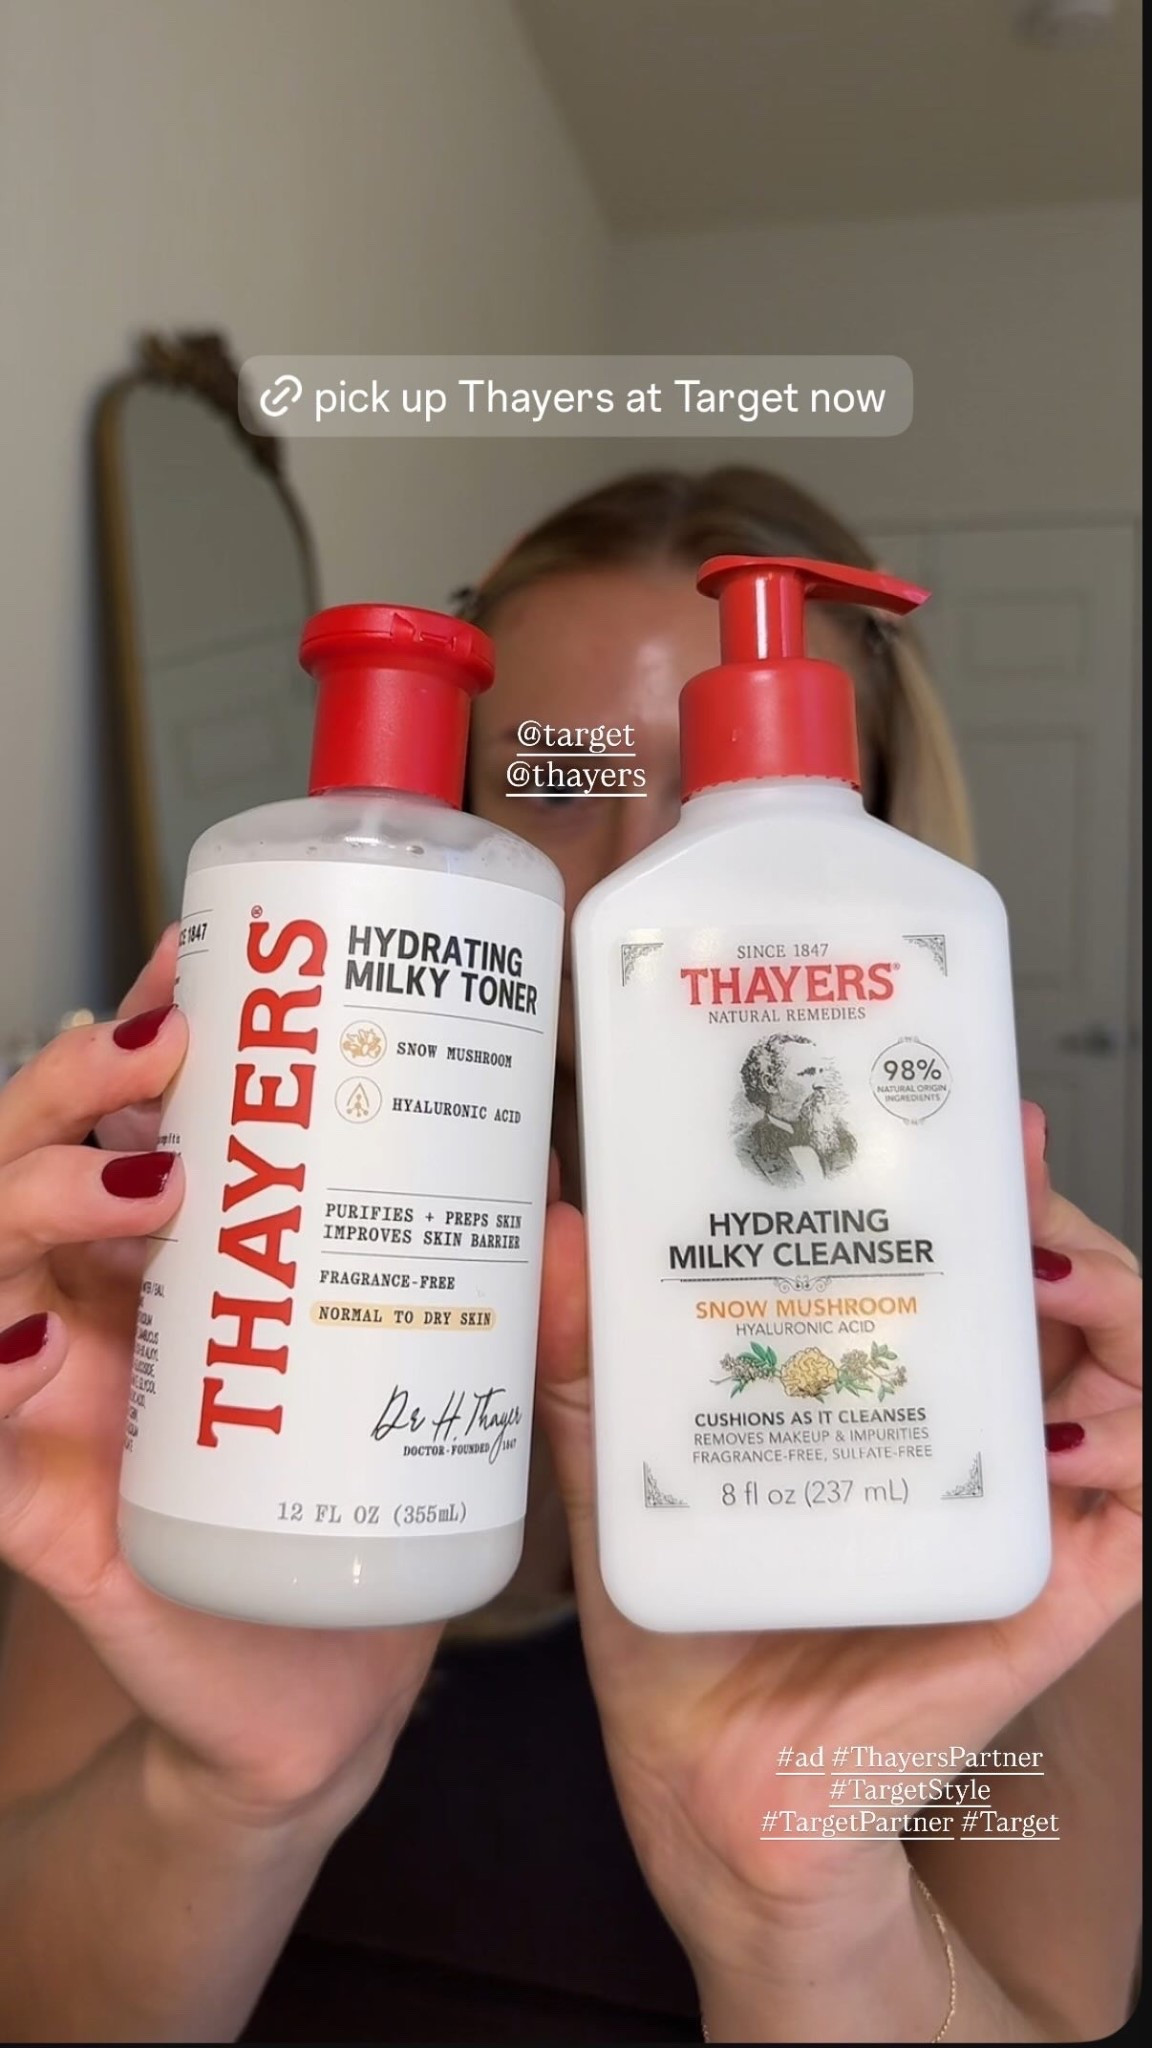 pick up Thayers at Target now
@target
@thayers
CE 1847
THAYERS®
HYDRATING
MILKY TONER
SNOW MUSHROOM
HYALURONIC ACID
PURIFIES + PREPS SKIN
IMPROVES SKIN BARRIER
FRAGRANCE-FREE
NORMAL TO DRY SKIN
Dr H. Thayer
DOCTOR-FOUNDED 1847
12 FL OZ (355mL)
SINCE 1847
THAYERS®
NATURAL REMEDIES
98%
NATURAL ORIGIN
INGREDIENTS
HYDRATING
MILKY CLEANSER
SNOW MUSHROOM
HYALURONIC ACID
CUSHIONS AS IT CLEANSES
REMOVES MAKEUP & IMPURITIES
FRAGRANCE-FREE, SULFATE-FREE
8 fl oz (237 mL)
#ad #ThayersPartner
#TargetStyle
#TargetPartner #Target